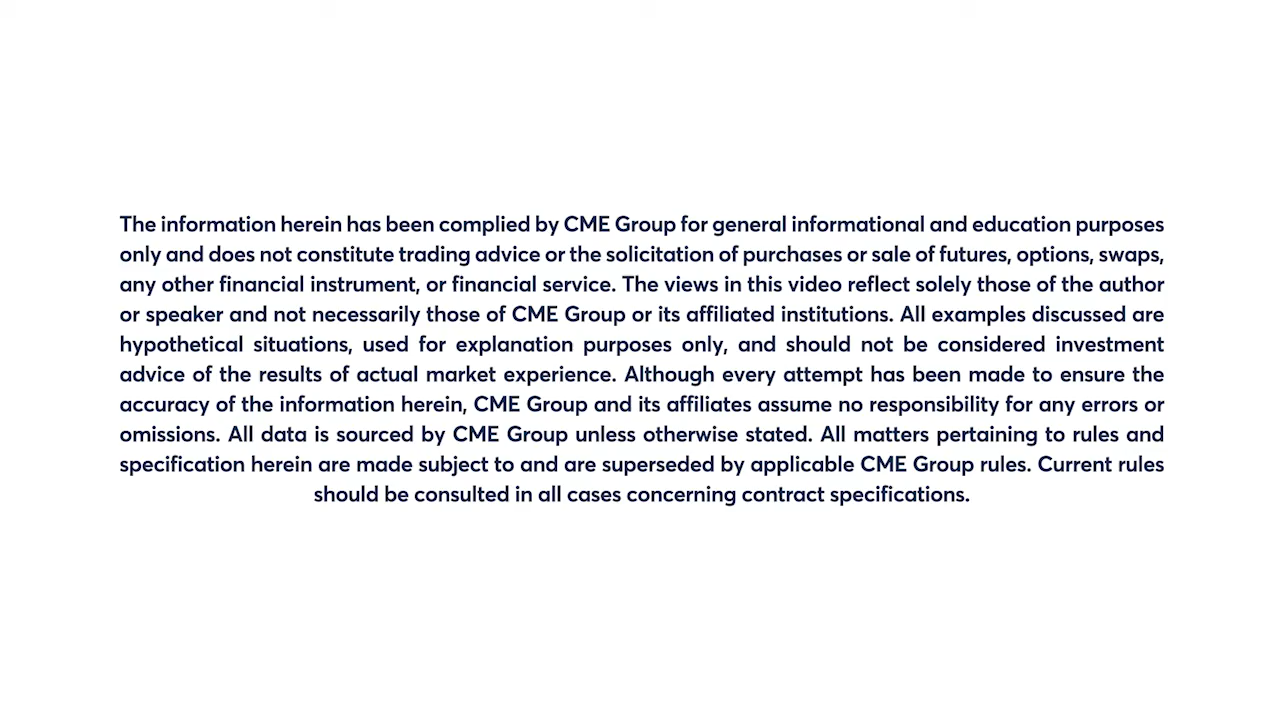 The information herein has been complied by CME Group for general informational and education purposes
only and does not constitute trading advice or the solicitation of purchases or sale of futures, options, swaps,
any other financial instrument, or financial service. The views in this video reflect solely those of the author
or speaker and not necessarily those of CME Group or its affiliated institutions. All examples discussed are
hypothetical situations, used for explanation purposes only, and should not be considered investment
advice of the results of actual market experience. Although every attempt has been made to ensure the
accuracy of the information herein, CME Group and its affiliates assume no responsibility for any errors or
omissions. All data is sourced by CME Group unless otherwise stated. All matters pertaining to rules and
specification herein are made subject to and are superseded by applicable CME Group rules. Current rules
should be consulted in all cases concerning contract specifications.